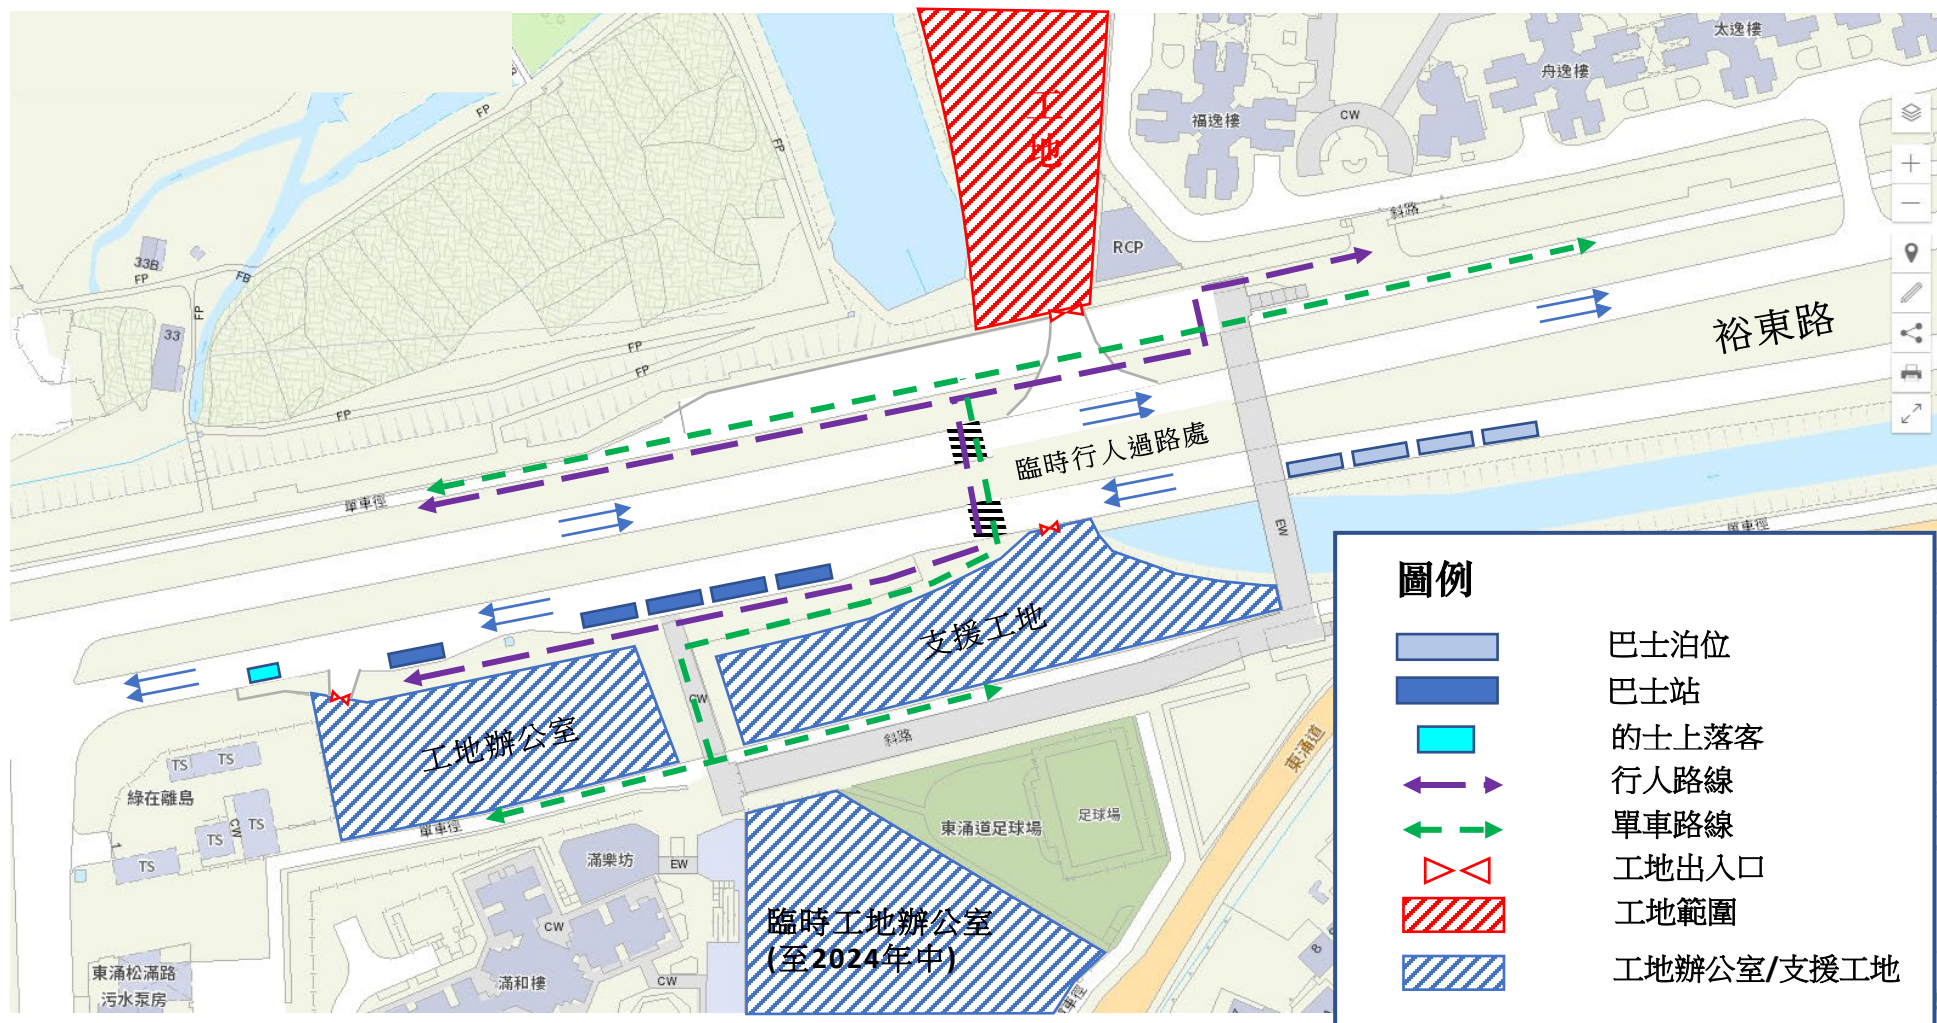 太逸樓
舟逸樓
福逸樓
CW
FP
FP
工
地
RCP
斜路
33B
FP
FB
FP
33
FP
FP
FP
裕東路
臨時行人過路處
單車徑
EW
單車徑
支援工地
CW
工地辦公室
斜路
東涌道
TS
TS
綠在離島
CW
TS
TS
TS
1
單車徑
滿樂坊
EW
東涌道足球場
足球場
臨時工地辦公室
(至2024年中)
CW
滿和樓
CW
東涌松滿路
污水泵房
車徑
8
圖例
巴士泊位
巴士站
的士上落客
行人路線
單車路線
工地出入口
工地範圍
工地辦公室/支援工地